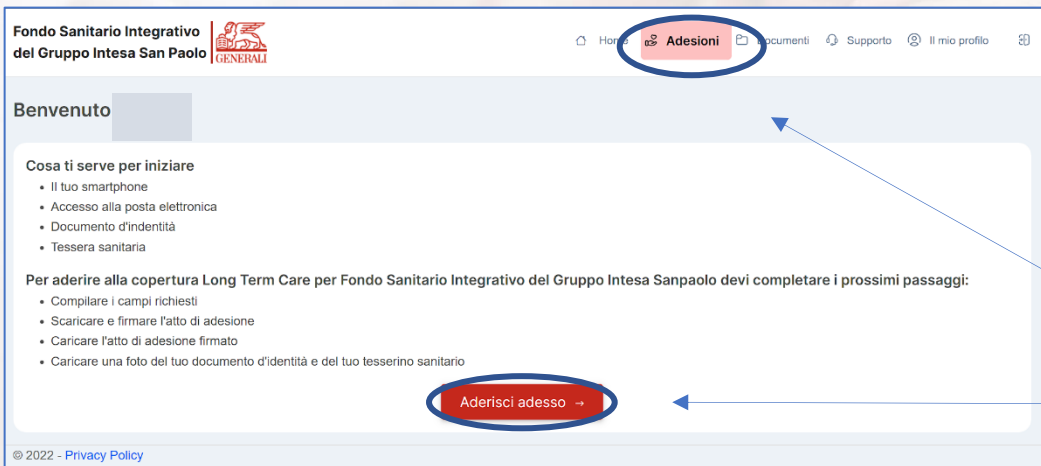 Fondo Sanitario Integrativo
del Gruppo Intesa San Paolo
GENERALI
Home
Adesioni
Documenti
Supporto
Il mio profilo
Benvenuto
Cosa ti serve per iniziare
• Il tuo smartphone
• Accesso alla posta elettronica
• Documento d'indentità
• Tessera sanitaria
Per aderire alla copertura Long Term Care per Fondo Sanitario Integrativo del Gruppo Intesa Sanpaolo devi completare i prossimi passaggi:
• Compilare i campi richiesti
• Scaricare e firmare l'atto di adesione
• Caricare l'atto di adesione firmato
• Caricare una foto del tuo documento d'identità e del tuo tesserino sanitario
Aderisci adesso →
© 2022 - Privacy Policy